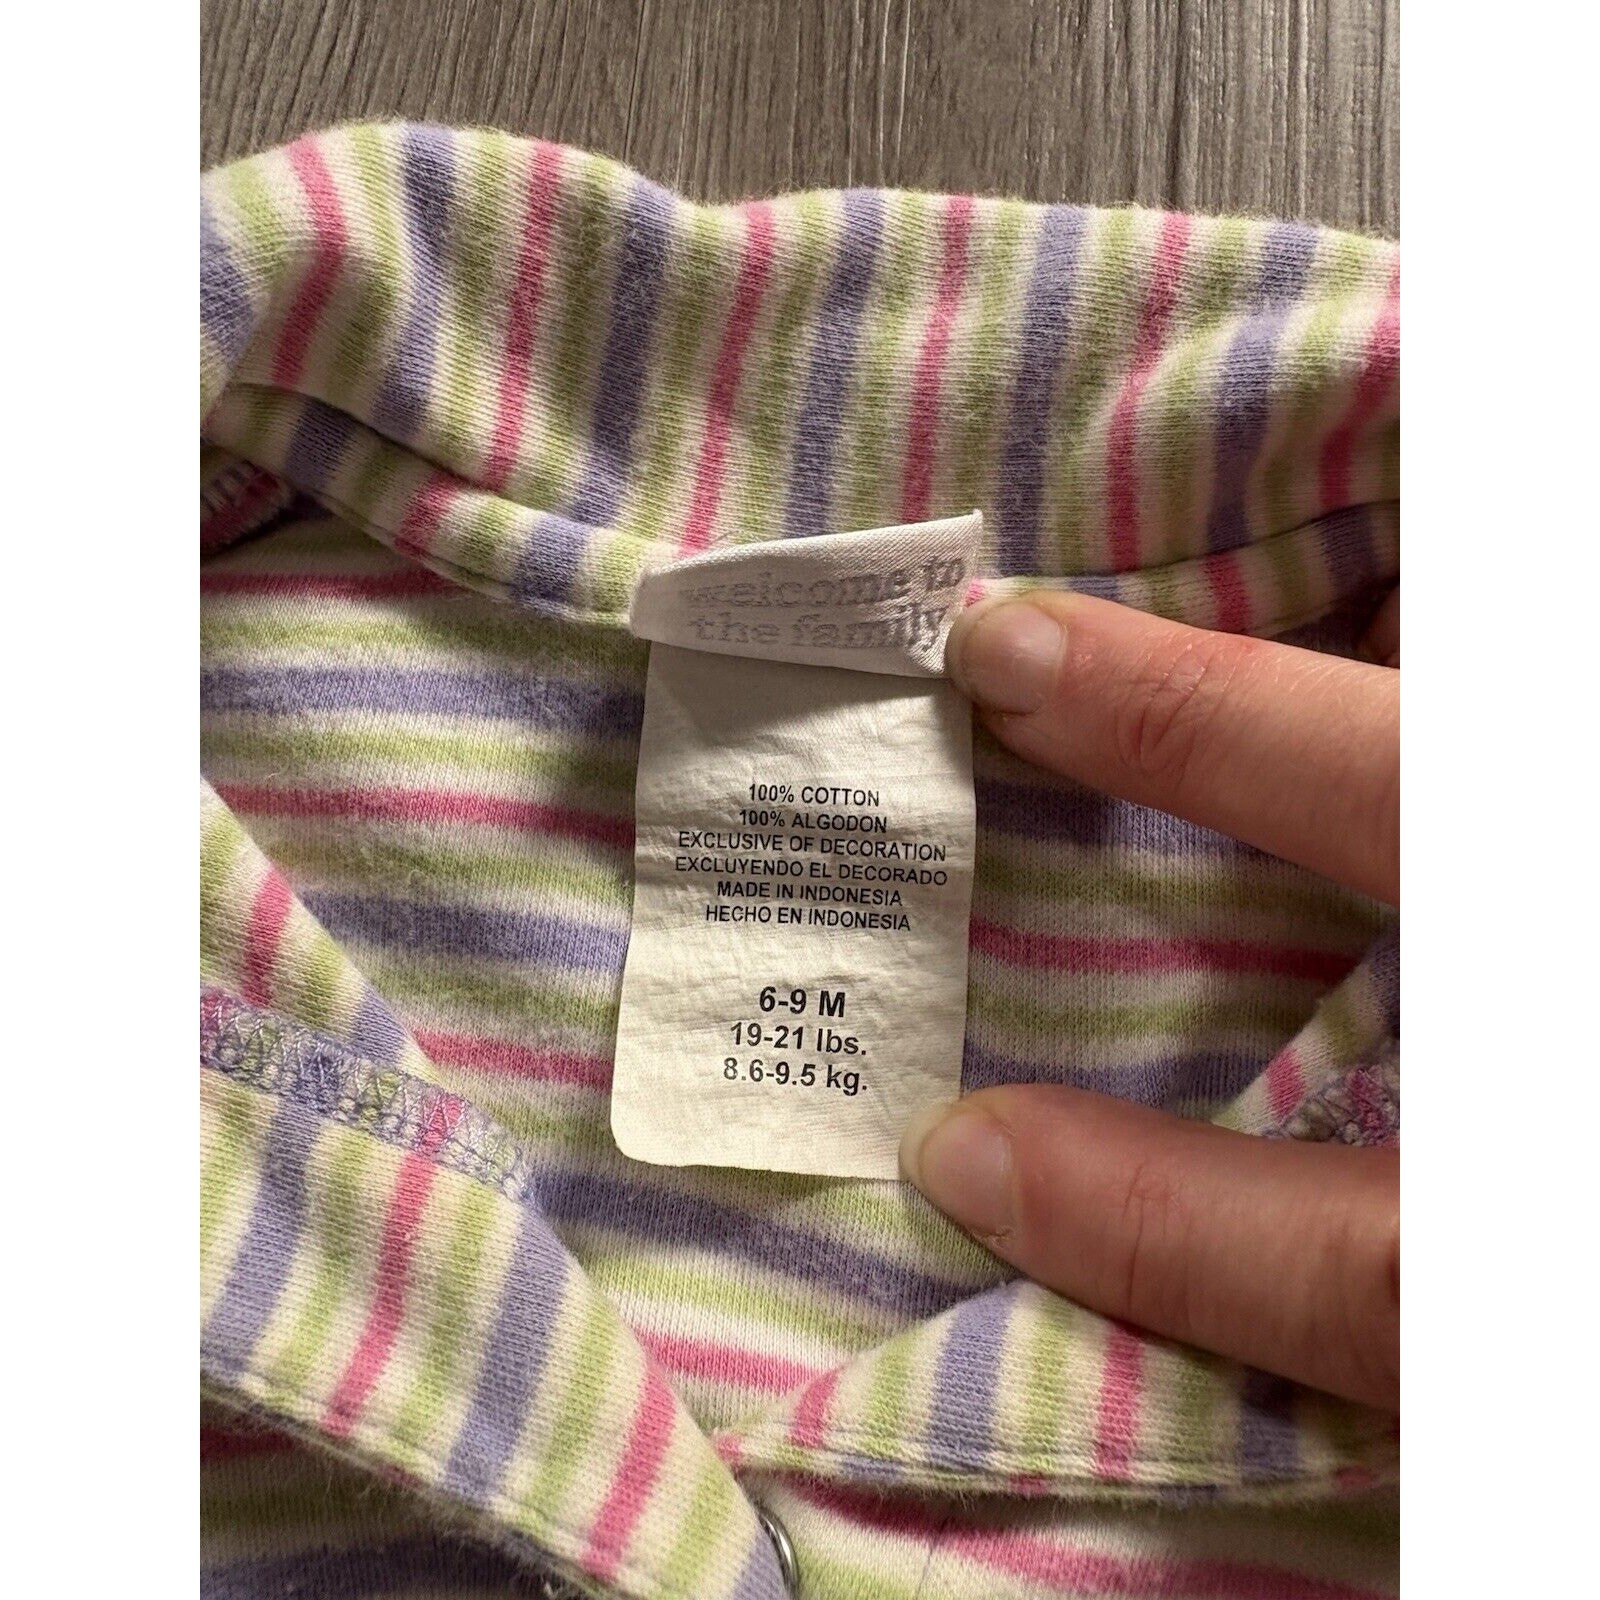 welcome to
the family
100% COTTON
100% ALGODON
EXCLUSIVE OF DECORATION
EXCLUYENDO EL DECORADO
MADE IN INDONESIA
HECHO EN INDONESIA
6-9 M
19-21 lbs.
8.6-9.5 kg.